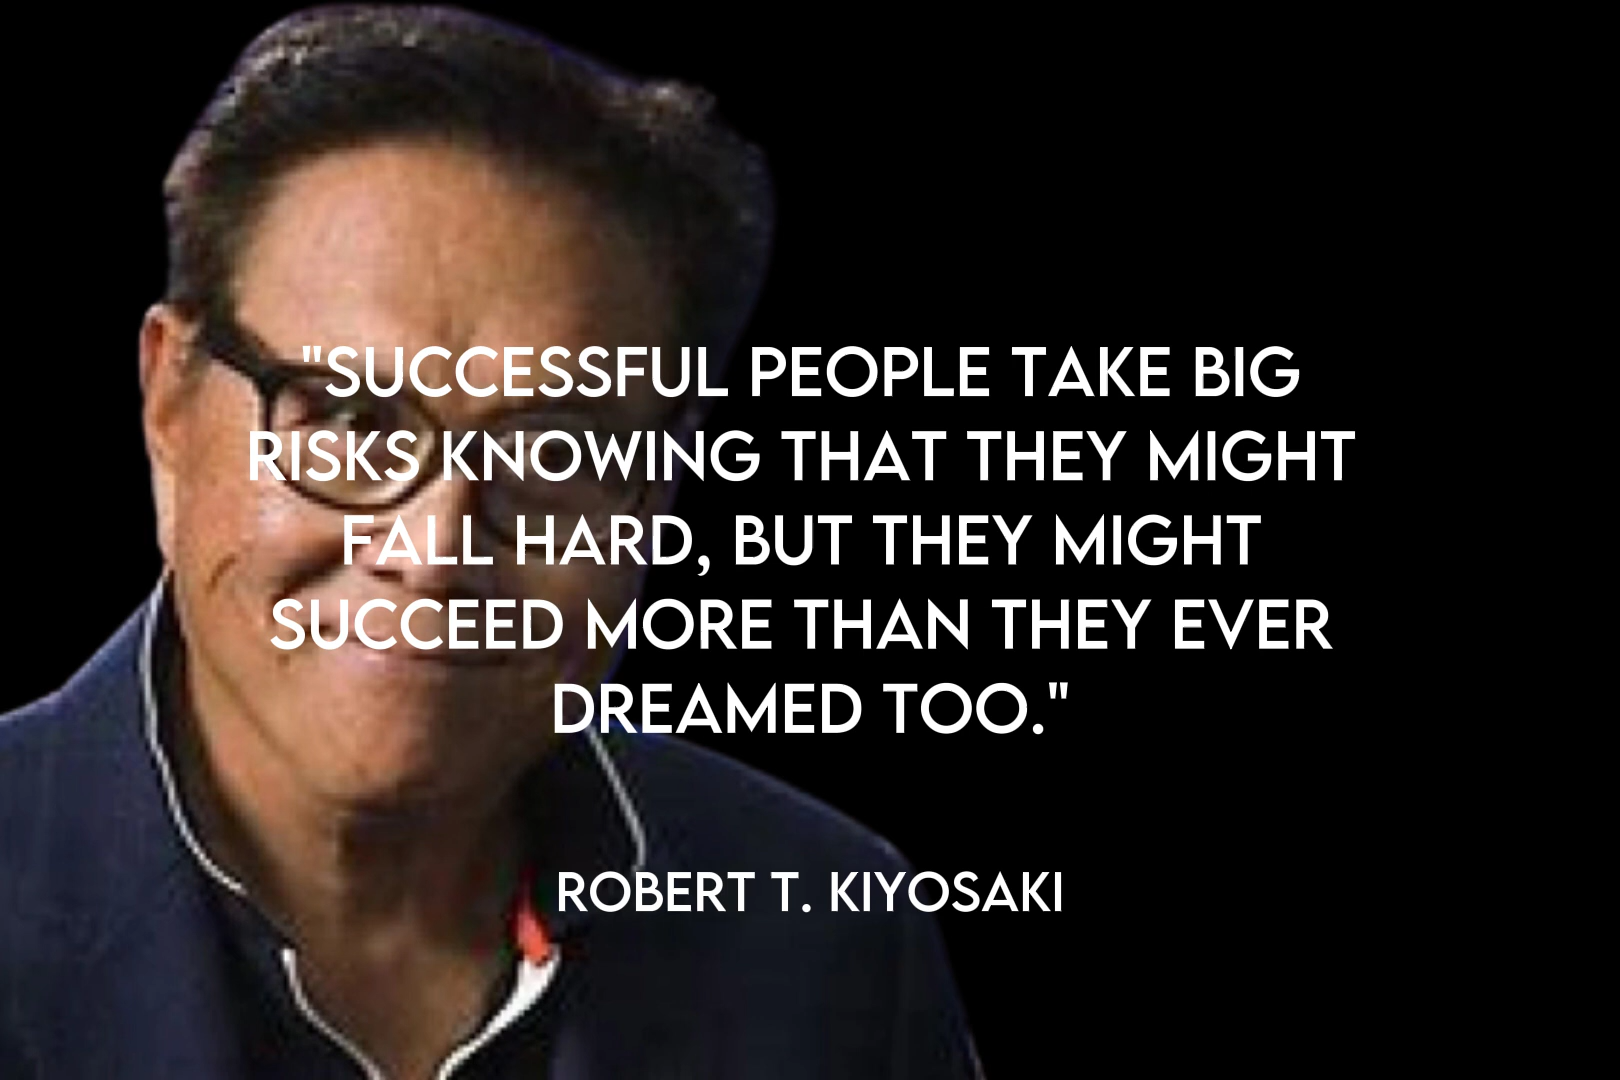 "SUCCESSFUL PEOPLE TAKE BIG
RISKS KNOWING THAT THEY MIGHT
FALL HARD, BUT THEY MIGHT
SUCCEED MORE THAN THEY EVER
DREAMED TOO."
ROBERT T. KIYOSAKI